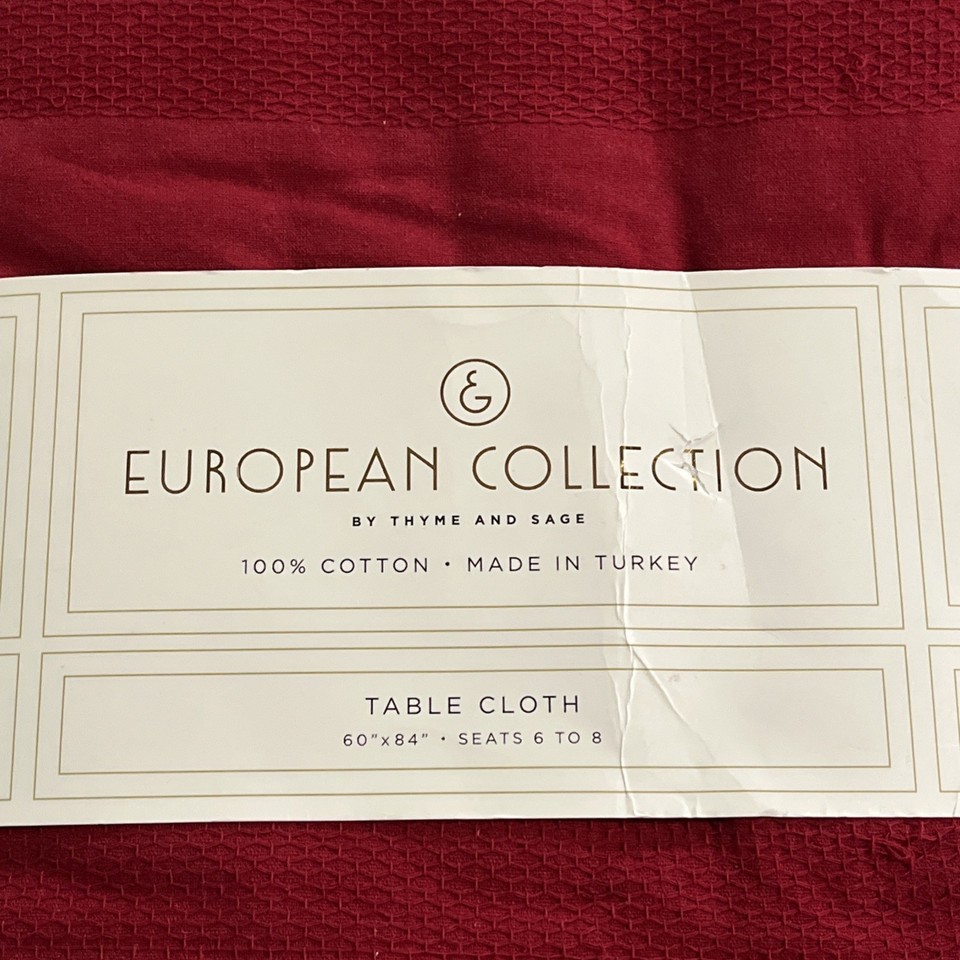 EUROPEAN COLLECTION
BY THYME AND SAGE
100% COTTON • MADE IN TURKEY
TABLE CLOTH
60"x84" • SEATS 6 TO 8